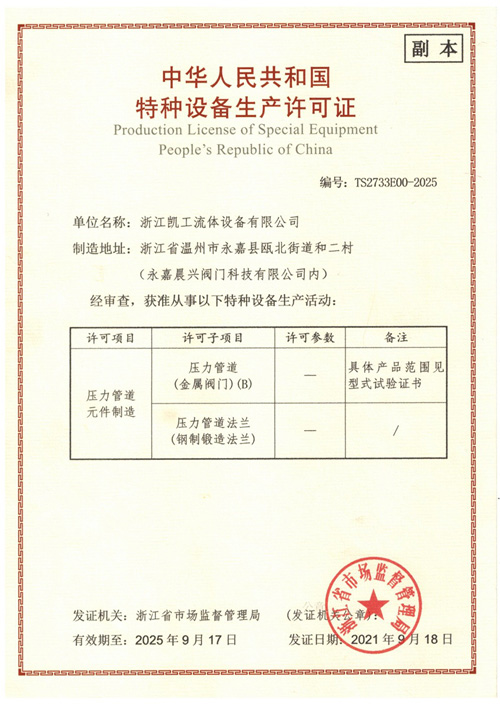 副本
中华人民共和国
特种设备生产许可证
Production License of Special Equipment
People's Republic of China
编号：TS2733E00-2025
单位名称：浙江凯工流体设备有限公司
制造地址：浙江省温州市永嘉县瓯北街道和二村
（永嘉晨兴阀门科技有限公司内）
经审查，获准从事以下特种设备生产活动：
许可项目 许可子项目 许可参数 备注
压力管道元件制造
压力管道
(金属阀门)(B)
—
具体产品范围见
型式试验证书
压力管道法兰
(钢制锻造法兰)
—
/
浙江省市场监督管理局
发证机关：浙江省市场监督管理局 (发证机关公章)：
有效期至：2025年9月17日 发证日期：2021年9月18日